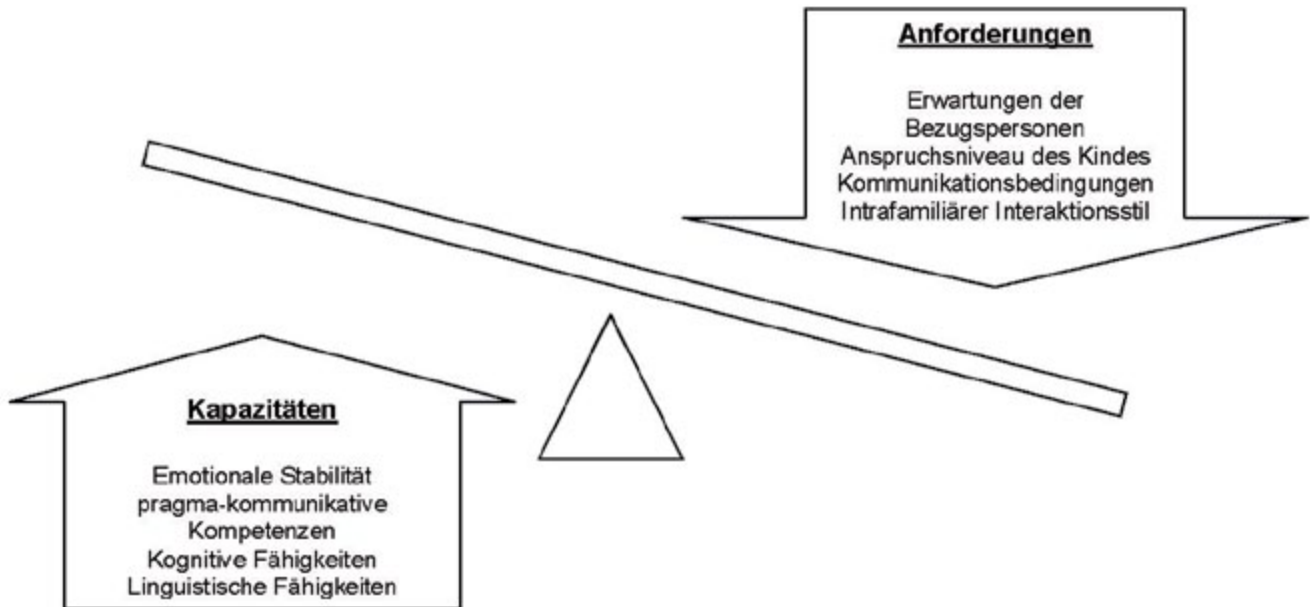 Anforderungen
Erwartungen der
Bezugspersonen
Anspruchsniveau des Kindes
Kommunikationsbedingungen
Intrafamiliärer Interaktionsstil
Kapazitäten
Emotionale Stabilität
pragma-kommunikative
Kompetenzen
Kognitive Fähigkeiten
Linguistische Fähigkeiten